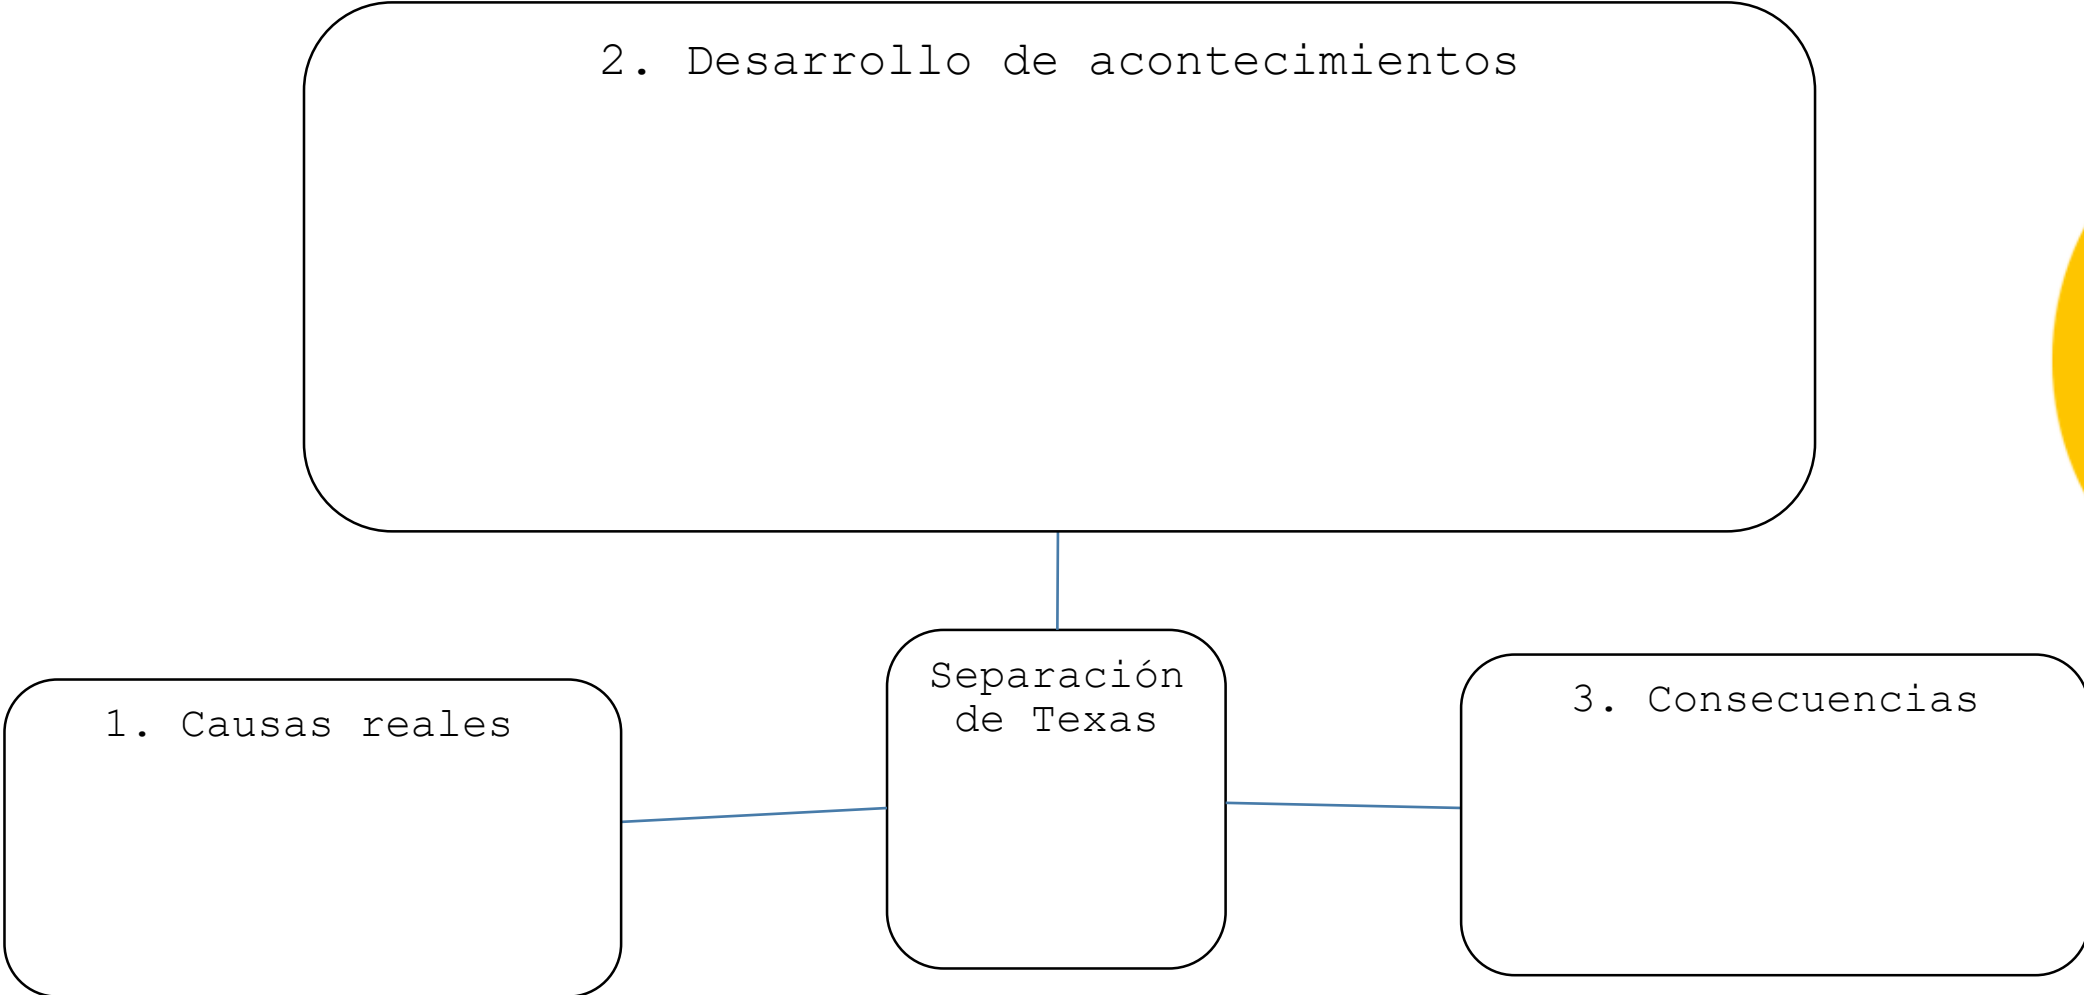 2. Desarrollo de acontecimientos
Separación
de Texas
1. Causas reales
3. Consecuencias